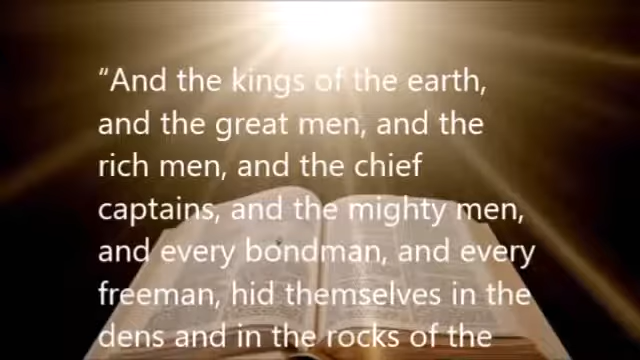 “And the kings of the earth,
and the great men, and the
rich men, and the chief
captains, and the mighty men,
and every bondman, and every
freeman, hid themselves in the
dens and in the rocks of the